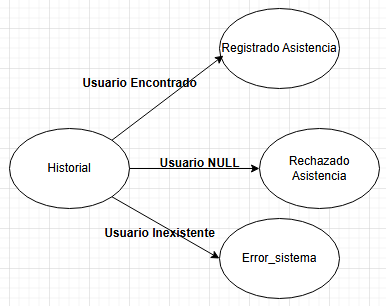 Registrado Asistencia
Usuario Encontrado
Historial
Usuario NULL
Rechazado
Asistencia
Usuario Inexistente
Error_sistema